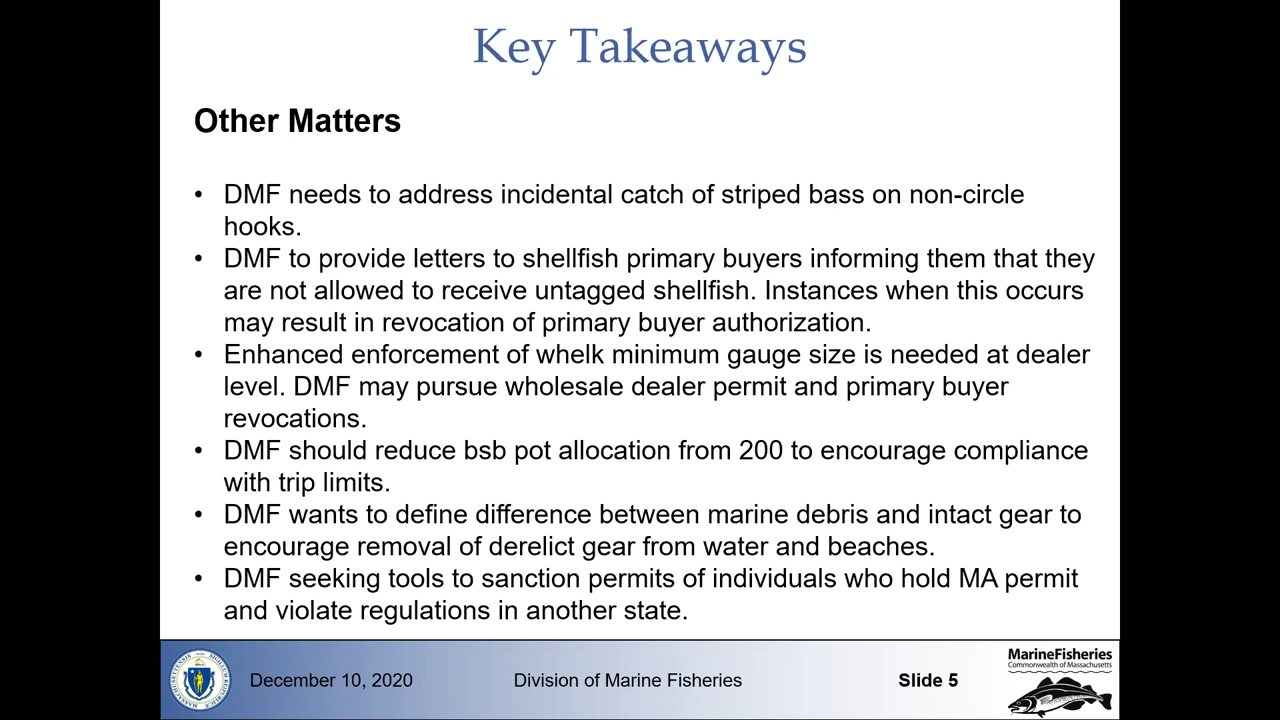 Key Takeaways
Other Matters
• DMF needs to address incidental catch of striped bass on non-circle
hooks.
• DMF to provide letters to shellfish primary buyers informing them that they
are not allowed to receive untagged shellfish. Instances when this occurs
may result in revocation of primary buyer authorization.
• Enhanced enforcement of whelk minimum gauge size is needed at dealer
level. DMF may pursue wholesale dealer permit and primary buyer
revocations.
• DMF should reduce bsb pot allocation from 200 to encourage compliance
with trip limits.
• DMF wants to define difference between marine debris and intact gear to
encourage removal of derelict gear from water and beaches.
• DMF seeking tools to sanction permits of individuals who hold MA permit
and violate regulations in another state.
December 10, 2020
Division of Marine Fisheries
Slide 5
MarineFisheries
Commonwealth of Massachusetts